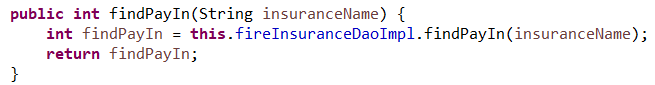 public int findPayIn(String insuranceName) {
    int findPayIn = this.fireInsuranceDaoImpl.findPayIn(insuranceName);
    return findPayIn;
}